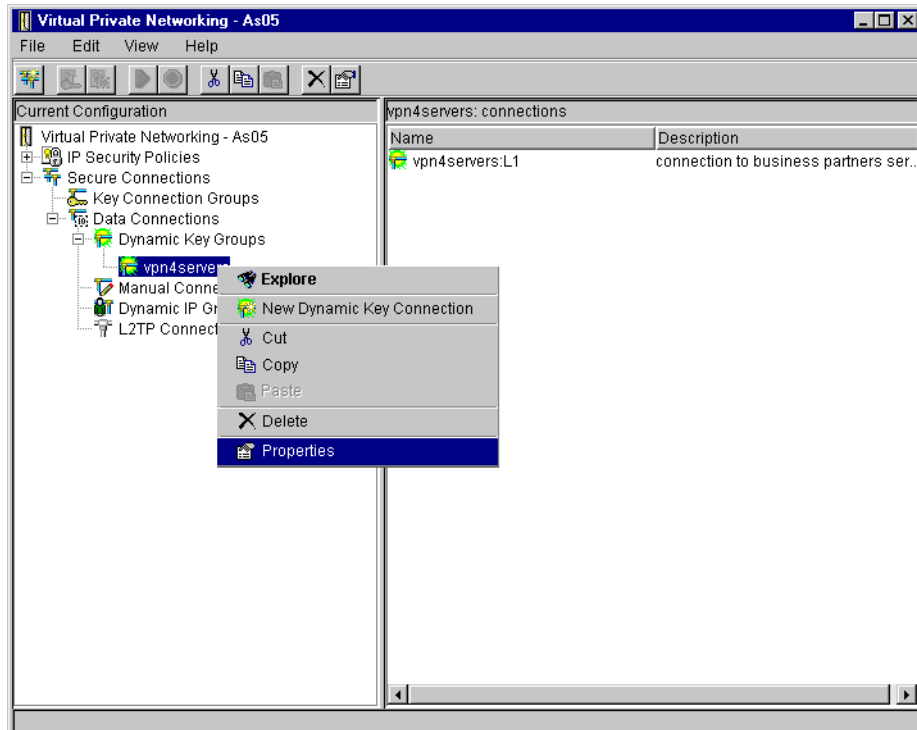 Virtual Private Networking - As05
File Edit View Help
Current Configuration
vpn4servers: connections
Virtual Private Networking - As05
IP Security Policies
Secure Connections
Key Connection Groups
Data Connections
Dynamic Key Groups
vpn4servers
Manual Conne
Dynamic IP Gr
L2TP Connect
Explore
New Dynamic Key Connection
Cut
Copy
Paste
Delete
Properties
Name Description
vpn4servers:L1 connection to business partners ser...